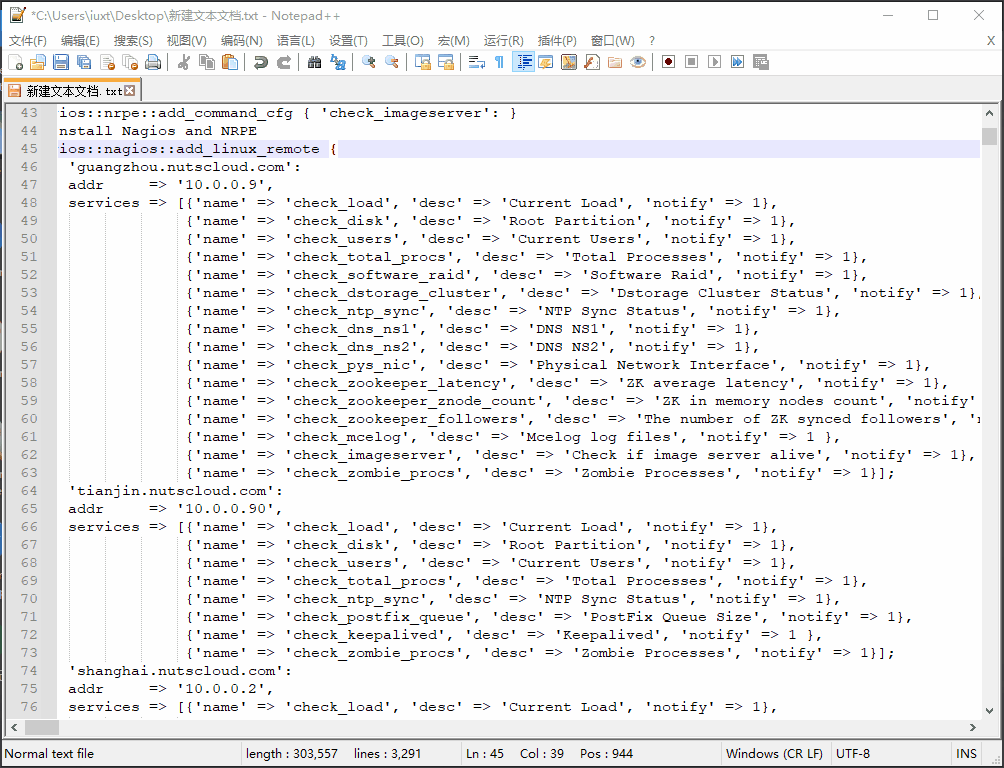 *C:\Users\iuxt\Desktop\新建文本文档.txt - Notepad++
文件(F) 编辑(E) 搜索(S) 视图(V) 编码(N) 语言(L) 设置(T) 工具(O) 宏(M) 运行(R) 插件(P) 窗口(W) ? X
新建文本文档.txt
43 ios::nrpe::add_command_cfg { 'check_imageserver': }
44 nstall Nagios and NRPE
45 ios::nagios::add_linux_remote {
46 'guangzhou.nutscloud.com':
47 addr => '10.0.0.9',
48 services => [{'name' => 'check_load', 'desc' => 'Current Load', 'notify' => 1},
49 {'name' => 'check_disk', 'desc' => 'Root Partition', 'notify' => 1},
50 {'name' => 'check_users', 'desc' => 'Current Users', 'notify' => 1},
51 {'name' => 'check_total_procs', 'desc' => 'Total Processes', 'notify' => 1},
52 {'name' => 'check_software_raid', 'desc' => 'Software Raid', 'notify' => 1},
53 {'name' => 'check_dstorage_cluster', 'desc' => 'Dstorage Cluster Status', 'notify' => 1},
54 {'name' => 'check_ntp_sync', 'desc' => 'NTP Sync Status', 'notify' => 1},
55 {'name' => 'check_dns_ns1', 'desc' => 'DNS NS1', 'notify' => 1},
56 {'name' => 'check_dns_ns2', 'desc' => 'DNS NS2', 'notify' => 1},
57 {'name' => 'check_pys_nic', 'desc' => 'Physical Network Interface', 'notify' => 1},
58 {'name' => 'check_zookeeper_latency', 'desc' => 'ZK average latency', 'notify' => 1},
59 {'name' => 'check_zookeeper_znode_count', 'desc' => 'ZK in memory nodes count', 'notify'
60 {'name' => 'check_zookeeper_followers', 'desc' => 'The number of ZK synced followers', '
61 {'name' => 'check_mcelog', 'desc' => 'Mcelog log files', 'notify' => 1 },
62 {'name' => 'check_imageserver', 'desc' => 'Check if image server alive', 'notify' => 1},
63 {'name' => 'check_zombie_procs', 'desc' => 'Zombie Processes', 'notify' => 1}];
64 'tianjin.nutscloud.com':
65 addr => '10.0.0.90',
66 services => [{'name' => 'check_load', 'desc' => 'Current Load', 'notify' => 1},
67 {'name' => 'check_disk', 'desc' => 'Root Partition', 'notify' => 1},
68 {'name' => 'check_users', 'desc' => 'Current Users', 'notify' => 1},
69 {'name' => 'check_total_procs', 'desc' => 'Total Processes', 'notify' => 1},
70 {'name' => 'check_ntp_sync', 'desc' => 'NTP Sync Status', 'notify' => 1},
71 {'name' => 'check_postfix_queue', 'desc' => 'PostFix Queue Size', 'notify' => 1},
72 {'name' => 'check_keepalived', 'desc' => 'Keepalived', 'notify' => 1 },
73 {'name' => 'check_zombie_procs', 'desc' => 'Zombie Processes', 'notify' => 1}];
74 'shanghai.nutscloud.com':
75 addr => '10.0.0.2',
76 services => [{'name' => 'check_load', 'desc' => 'Current Load', 'notify' => 1},
Normal text file length : 303,557 lines : 3,291 Ln : 45 Col : 39 Pos : 944 Windows (CR LF) UTF-8 INS